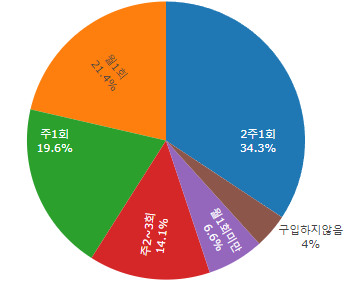 월1회
21.4%
2주1회
34.3%
주1회
19.6%
주2~3회
14.1%
월1회미만
6.6%
구입하지않음
4%